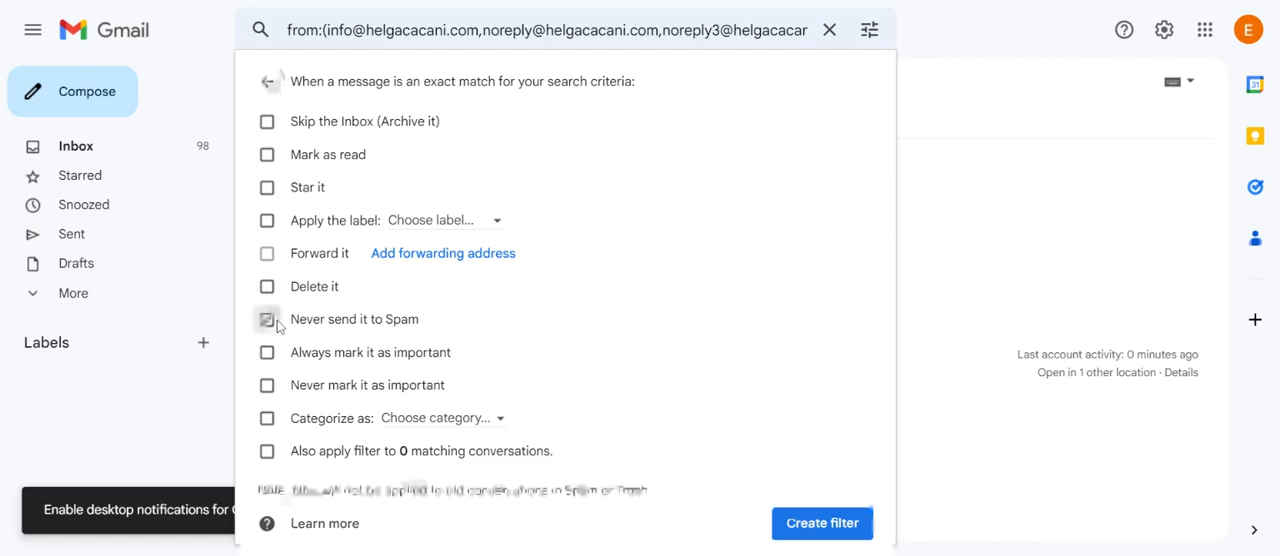 Gmail
from:(info@helgacacani.com,noreply@helgacacani.com,noreply3@helgacacar
E
Compose
When a message is an exact match for your search criteria:
Skip the Inbox (Archive it)
Inbox 98
Mark as read
Starred
Star it
Snoozed
Apply the label: Choose label...
Sent
Forward it Add forwarding address
Drafts
Delete it
More
Never send it to Spam
Labels
Always mark it as important
Last account activity: 0 minutes ago
Open in 1 other location · Details
Never mark it as important
Categorize as: Choose category...
Also apply filter to 0 matching conversations.
Enable desktop notifications for
Learn more
Create filter
31